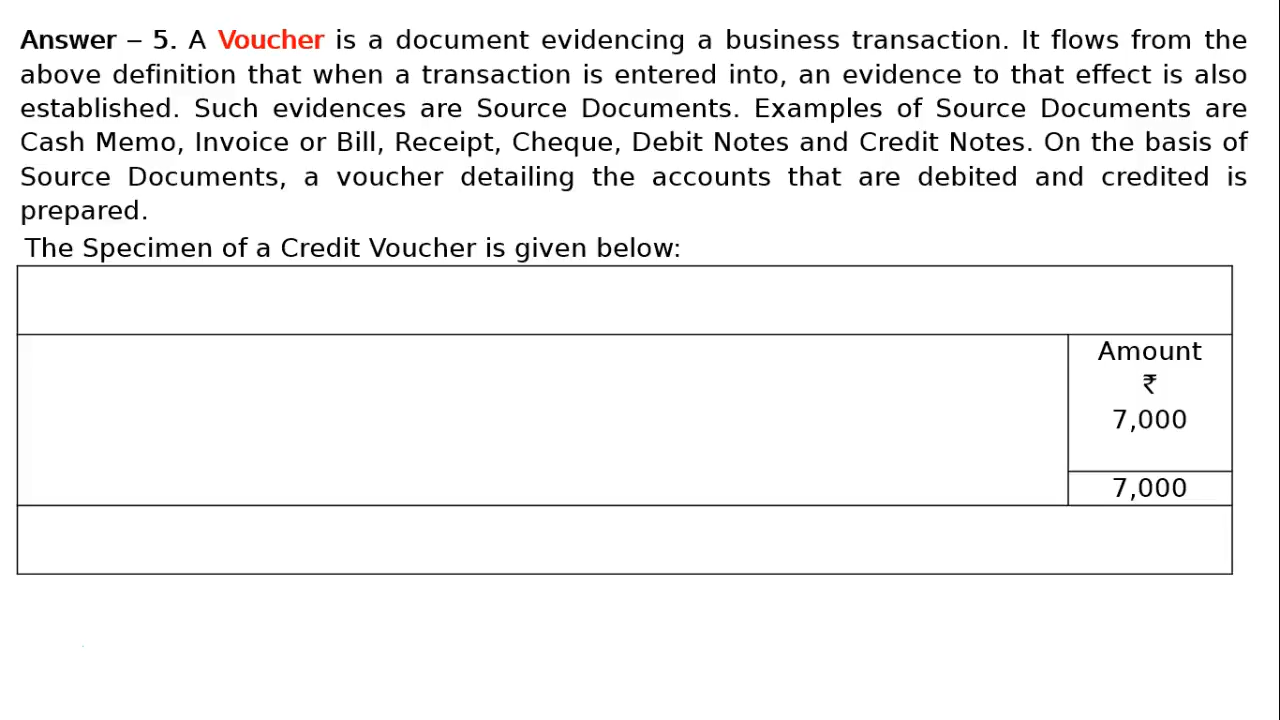 Answer – 5. A Voucher is a document evidencing a business transaction. It flows from the
above definition that when a transaction is entered into, an evidence to that effect is also
established. Such evidences are Source Documents. Examples of Source Documents are
Cash Memo, Invoice or Bill, Receipt, Cheque, Debit Notes and Credit Notes. On the basis of
Source Documents, a voucher detailing the accounts that are debited and credited is
prepared.
The Specimen of a Credit Voucher is given below:
Amount
₹
7,000
7,000